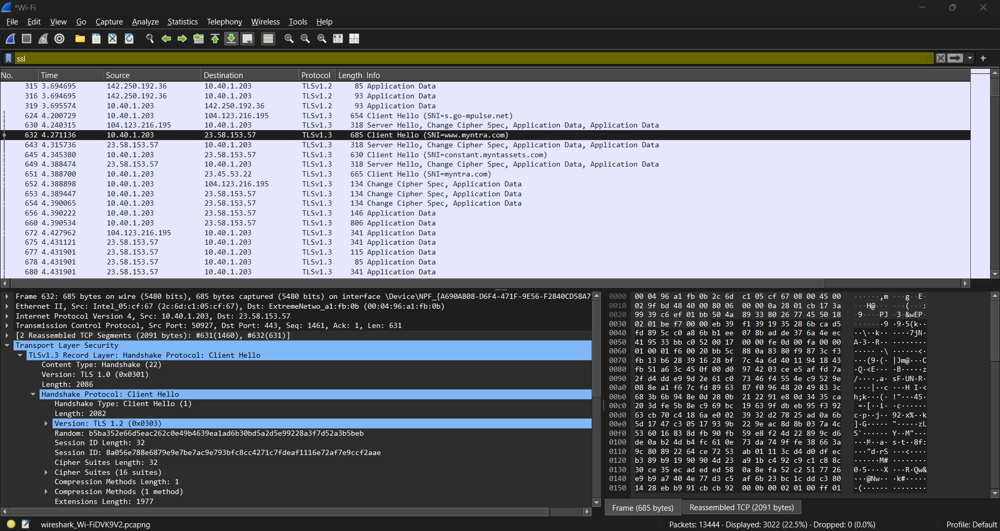 *Wi-Fi
File Edit View Go Capture Analyze Statistics Telephony Wireless Tools Help
ssl
No. Time Source Destination Protocol Length Info
315 3.694695 142.250.192.36 10.40.1.203 TLSv1.2 85 Application Data
316 3.694695 142.250.192.36 10.40.1.203 TLSv1.2 93 Application Data
319 3.695574 10.40.1.203 142.250.192.36 TLSv1.2 93 Application Data
624 4.200729 10.40.1.203 104.123.216.195 TLSv1.3 654 Client Hello (SNI=s.go-mpulse.net)
630 4.240315 104.123.216.195 10.40.1.203 TLSv1.3 318 Server Hello, Change Cipher Spec, Application Data, Application Data
632 4.271136 10.40.1.203 23.58.153.57 TLSv1.3 685 Client Hello (SNI=www.myntra.com)
643 4.315736 23.58.153.57 10.40.1.203 TLSv1.3 318 Server Hello, Change Cipher Spec, Application Data, Application Data
645 4.345380 10.40.1.203 23.58.153.57 TLSv1.3 630 Client Hello (SNI=constant.myntassets.com)
649 4.388474 23.58.153.57 10.40.1.203 TLSv1.3 318 Server Hello, Change Cipher Spec, Application Data, Application Data
651 4.388700 10.40.1.203 23.45.53.22 TLSv1.3 665 Client Hello (SNI=myntra.com)
652 4.388898 10.40.1.203 104.123.216.195 TLSv1.3 134 Change Cipher Spec, Application Data
653 4.389447 10.40.1.203 23.58.153.57 TLSv1.3 134 Change Cipher Spec, Application Data
654 4.390065 10.40.1.203 23.58.153.57 TLSv1.3 134 Change Cipher Spec, Application Data
656 4.390222 10.40.1.203 23.58.153.57 TLSv1.3 146 Application Data
660 4.390534 10.40.1.203 23.58.153.57 TLSv1.3 806 Application Data
672 4.427962 104.123.216.195 10.40.1.203 TLSv1.3 341 Application Data
675 4.431121 23.58.153.57 10.40.1.203 TLSv1.3 341 Application Data
677 4.431901 23.58.153.57 10.40.1.203 TLSv1.3 115 Application Data
678 4.431901 23.58.153.57 10.40.1.203 TLSv1.3 85 Application Data
680 4.431901 23.58.153.57 10.40.1.203 TLSv1.3 341 Application Data
Frame 632: 685 bytes on wire (5480 bits), 685 bytes captured (5480 bits) on interface \Device\NPF_{A690A808-D6F4-471F-9E56-F2840CD58A7
Ethernet II, Src: Intel_05:cf:67 (2c:6d:c1:05:cf:67), Dst: ExtremeNetwo_a1:fb:0b (00:04:96:a1:fb:0b)
Internet Protocol Version 4, Src: 10.40.1.203, Dst: 23.58.153.57
Transmission Control Protocol, Src Port: 50927, Dst Port: 443, Seq: 1461, Ack: 1, Len: 631
[2 Reassembled TCP Segments (2091 bytes): #631(1460), #632(631)]
Transport Layer Security
TLSv1.3 Record Layer: Handshake Protocol: Client Hello
Content Type: Handshake (22)
Version: TLS 1.0 (0x0301)
Length: 2086
Handshake Protocol: Client Hello
Handshake Type: Client Hello (1)
Length: 2082
Version: TLS 1.2 (0x0303)
Random: b5ba352e66d5eac262c0e49b4639ea1ad6b30bd5a2d5e99228a3f7d52a3b5beb
Session ID Length: 32
Session ID: 8a056e788e6879e9e7be7ac9e793bfc8cc4271c7fdeaf1116e72af7e9ccf2aae
Cipher Suites Length: 32
Cipher Suites (16 suites)
Compression Methods Length: 1
Compression Methods (1 method)
Extensions Length: 1977
0000 00 04 96 a1 fb 0b 2c 6d c1 05 cf 67 08 00 45 00 ······,m ···g··E·
0010 02 9f bd 48 40 00 80 06 00 00 0a 28 01 cb 17 3a ···H@··· ···(···:
0020 99 39 c6 ef 01 bb 50 4a 89 33 80 26 77 45 50 18 ·9····PJ ·3·&wEP·
0030 02 01 be f7 00 00 eb 39 f1 39 19 35 28 6b ca d5 ·······9 ·9·5(k··
0040 fd 89 5c c0 a8 6b b1 ee 07 8b ad de 37 6a 4e ec ··\··k·· ····7jN·
0050 41 95 33 bb c0 52 00 17 00 00 fe 0d 00 fa 00 00 A·3··R·· ········
0060 01 00 01 f6 00 20 bb 5c 88 0a 83 80 f9 87 3c f3 ····· ·\ ······<·
0070 fb 13 b6 28 39 16 28 bf 7c 4a 6d 40 11 94 18 43 ···(9·(· |Jm@···C
0080 fb 51 a6 3c 45 0f 00 d0 97 42 03 ce e5 af fd 7a ·Q·<E··· ·B·····z
0090 2f d4 dd e9 9d 2e 61 c0 73 46 f4 55 4e c9 52 9e /····.a· sF·UN·R·
00a0 08 8e a1 f6 7c fd 89 63 87 f0 96 48 20 49 83 3c ····|··c ···H I·<
00b0 68 3b 6b 94 8e 0d 28 0b 21 22 91 e8 0d 34 35 ca h;k···(· !"···45·
00c0 20 3d fe 5b 8e c9 69 bc 19 63 9f db eb 95 f3 92 =·[··i· ·c······
00d0 63 cb 70 c4 18 6a e0 02 39 32 d2 78 25 ad 0a 6b c·p··j·· 92·x%··k
00e0 5d 17 47 c3 05 17 93 9b 22 9e ac 8d 8b 03 7a 4c ]·G····· "·····zL
00f0 53 60 16 83 8d fb 90 fb 59 e8 f2 4d 22 89 9c d6 S`······ Y··M"···
0100 de 0a b2 4d b4 fc 61 0e 73 da 74 9f fe 38 66 3a ···M··a· s·t··8f:
0110 9c 80 89 22 64 ce 72 53 ab 01 11 3c d4 d0 df ec ···"d·rS ···<····
0120 b3 89 b9 19 90 90 4d 23 a9 1b c4 92 c9 c1 c8 8c ······M# ········
0130 30 ce 35 ec ad ed ed 58 0a 8e fa 52 c2 51 77 26 0·5····X ···R·Qw&
0140 e9 b9 a7 40 4e 77 d3 c5 af 6b 23 bc 1c dd c3 80 ···@Nw·· ·k#·····
0150 14 28 eb b9 91 cb cb 92 00 0b 00 02 01 00 ff 01 ·(······ ········
Frame (685 bytes) Reassembled TCP (2091 bytes)
wireshark_Wi-FiDVK9V2.pcapng
Packets: 13444 · Displayed: 3022 (22.5%) · Dropped: 0 (0.0%)
Profile: Default